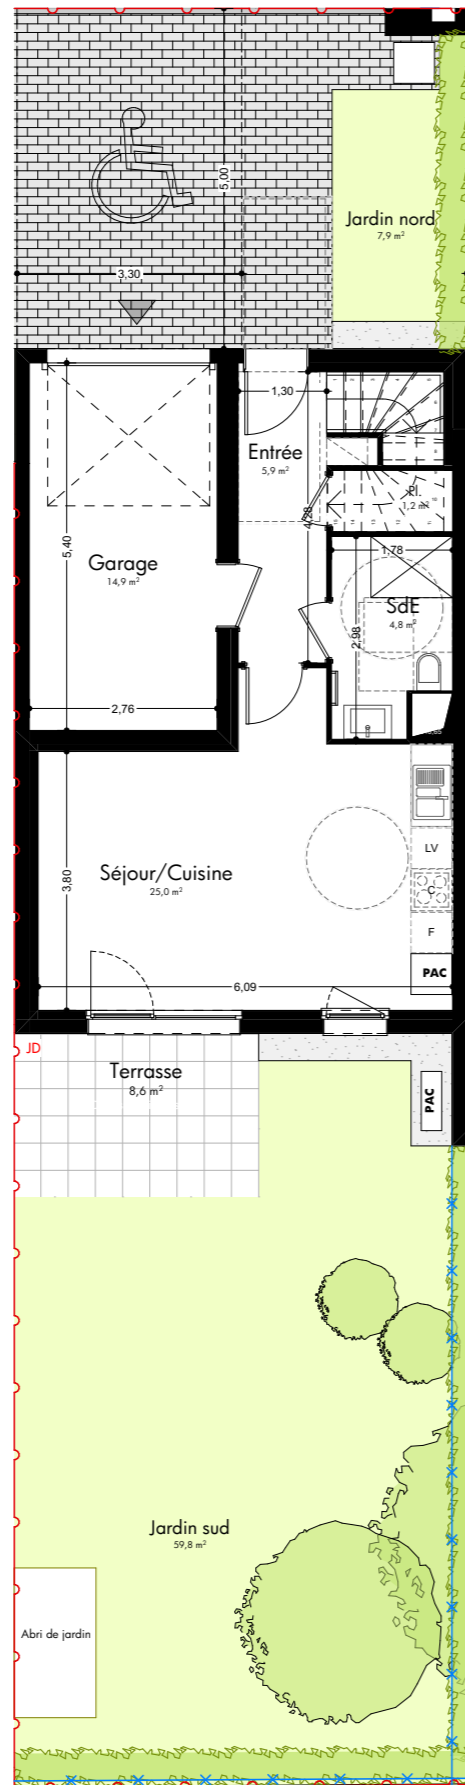 5,00
Jardin nord
7,9 m²
3,30
1,30
Entrée
5,9 m²
4,28
Pl.
1,2 m²
5,40
Garage
14,9 m²
1,78
SdE
4,8 m²
2,98
2,76
3,80
Séjour/Cuisine
25,0 m²
LV
C
F
PAC
6,09
JD
Terrasse
8,6 m²
PAC
Jardin sud
59,8 m²
Abri de jardin